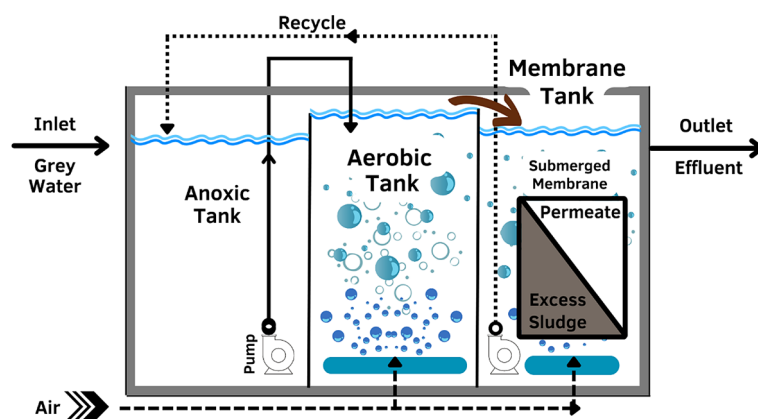 Recycle
Membrane
Tank
Inlet
Grey
Water
Anoxic
Tank
Aerobic
Tank
Submerged
Membrane
Permeate
Excess
Sludge
Outlet
Effluent
Pump
Air